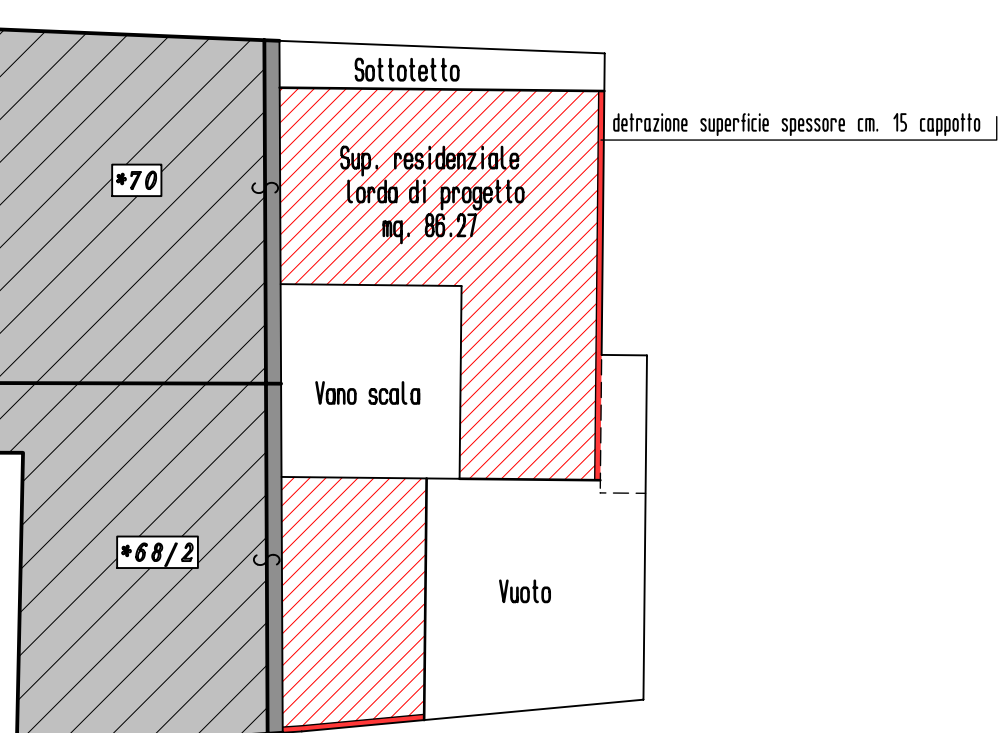 Sottotetto
detrazione superficie spessore cm. 15 cappotto
Sup. residenziale
lorda di progetto
mq. 86.27
*70
Vano scala
*68/2
Vuoto